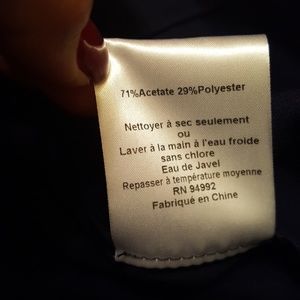 71%Acetate 29%Polyester
Nettoyer à sec seulement
ou
Laver à la main à l'eau froide
sans chlore
Eau de Javel
Repasser à température moyenne
RN 94992
Fabriqué en Chine